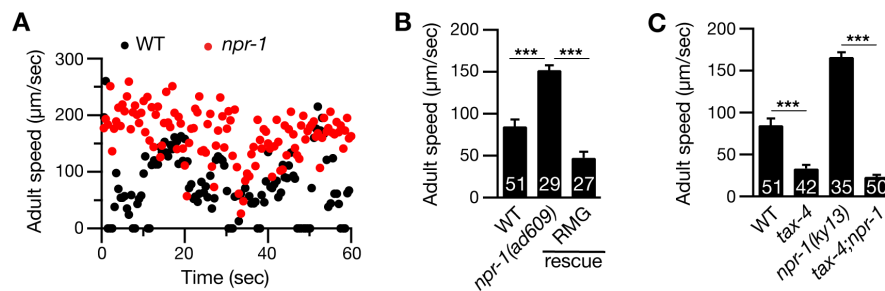 A
WT
npr-1
Adult speed (μm/sec)
300
200
100
0
0
20
40
60
Time (sec)
B
Adult speed (μm/sec)
200
150
100
50
0
***
***
51
29
27
WT
npr-1(ad609)
RMG
rescue
C
Adult speed (μm/sec)
200
150
100
50
0
***
***
51
42
35
50
WT
tax-4
npr-1(ky13)
tax-4;npr-1